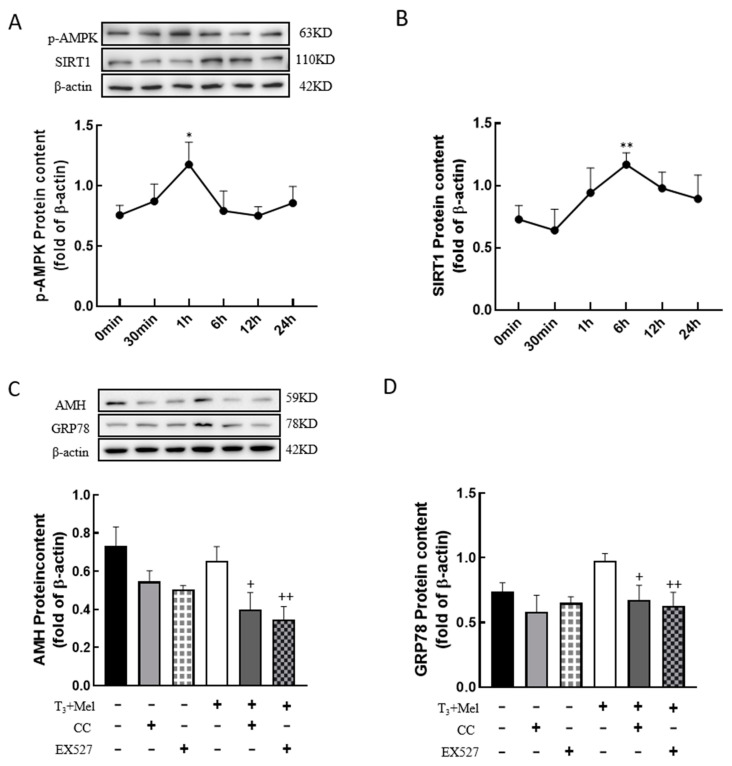 A
p-AMPK 63KD
SIRT1 110KD
β-actin 42KD
p-AMPK Protein content
(fold of β-actin)
1.5
1.0
0.5
0.0
*
0min 30min 1h 6h 12h 24h
B
SIRT1 Protein content
(fold of β-actin)
1.5
1.0
0.5
0.0
**
0min 30min 1h 6h 12h 24h
C
AMH 59KD
GRP78 78KD
β-actin 42KD
AMH Proteincontent
(fold of β-actin)
1.0
0.8
0.6
0.4
0.2
0.0
+ ++
T3+Mel - - - + + +
CC - + - - + -
EX527 - - + - - +
D
GRP78 Protein content
(fold of β-actin)
1.5
1.0
0.5
0.0
+ ++
T3+Mel - - - + + +
CC - + - - + -
EX527 - - + - - +